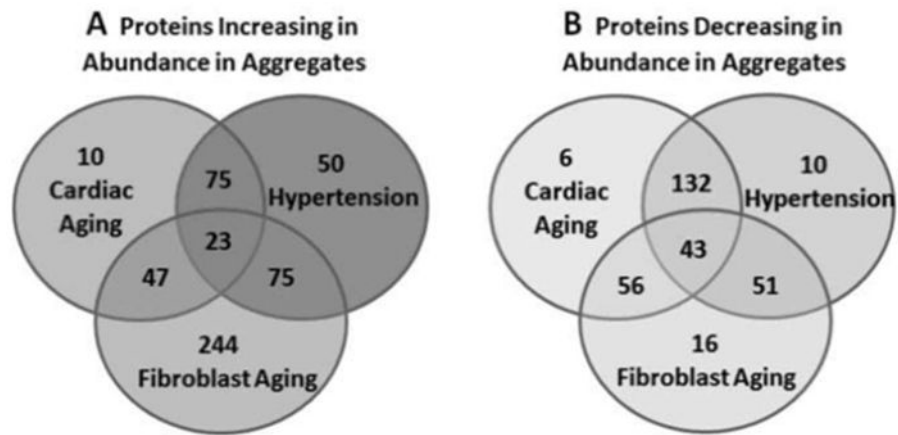 A Proteins Increasing in
Abundance in Aggregates
10
Cardiac
Aging
75
50
Hypertension
23
47
75
244
Fibroblast Aging
B Proteins Decreasing in
Abundance in Aggregates
6
Cardiac
Aging
132
10
Hypertension
43
56
51
16
Fibroblast Aging